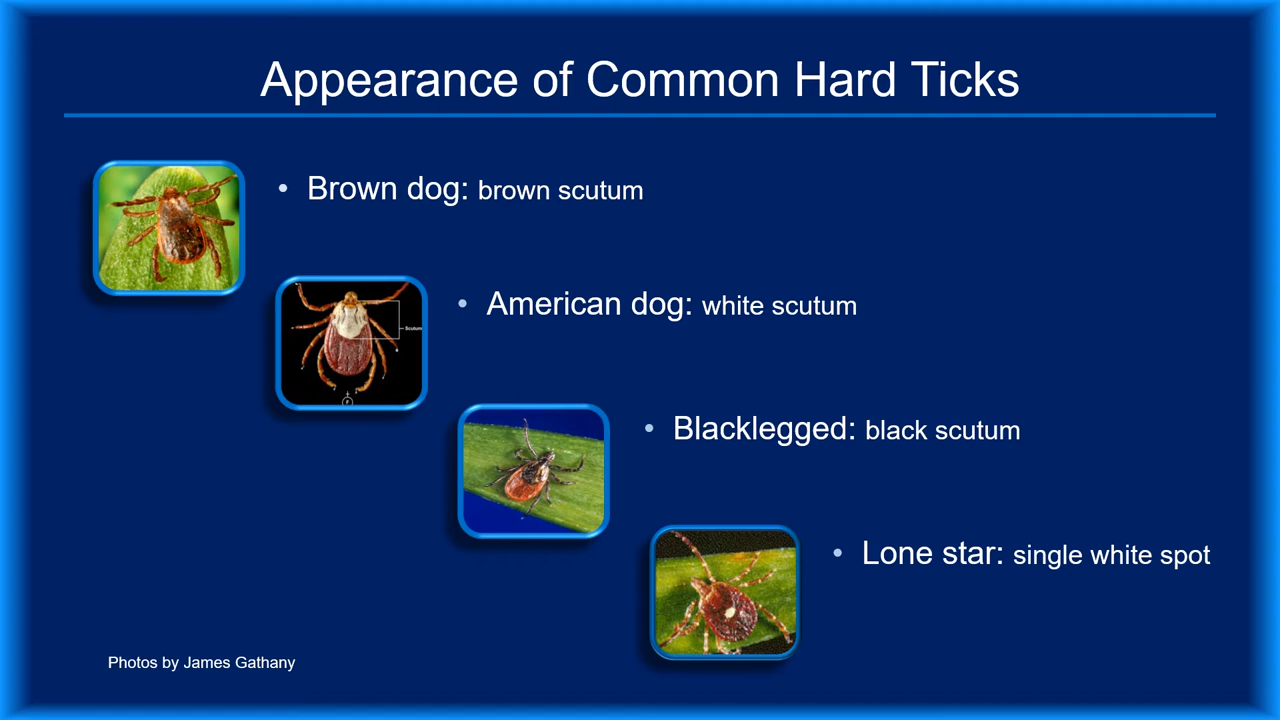 Appearance of Common Hard Ticks
• Brown dog: brown scutum
• American dog: white scutum
Scutum
• Blacklegged: black scutum
• Lone star: single white spot
Photos by James Gathany